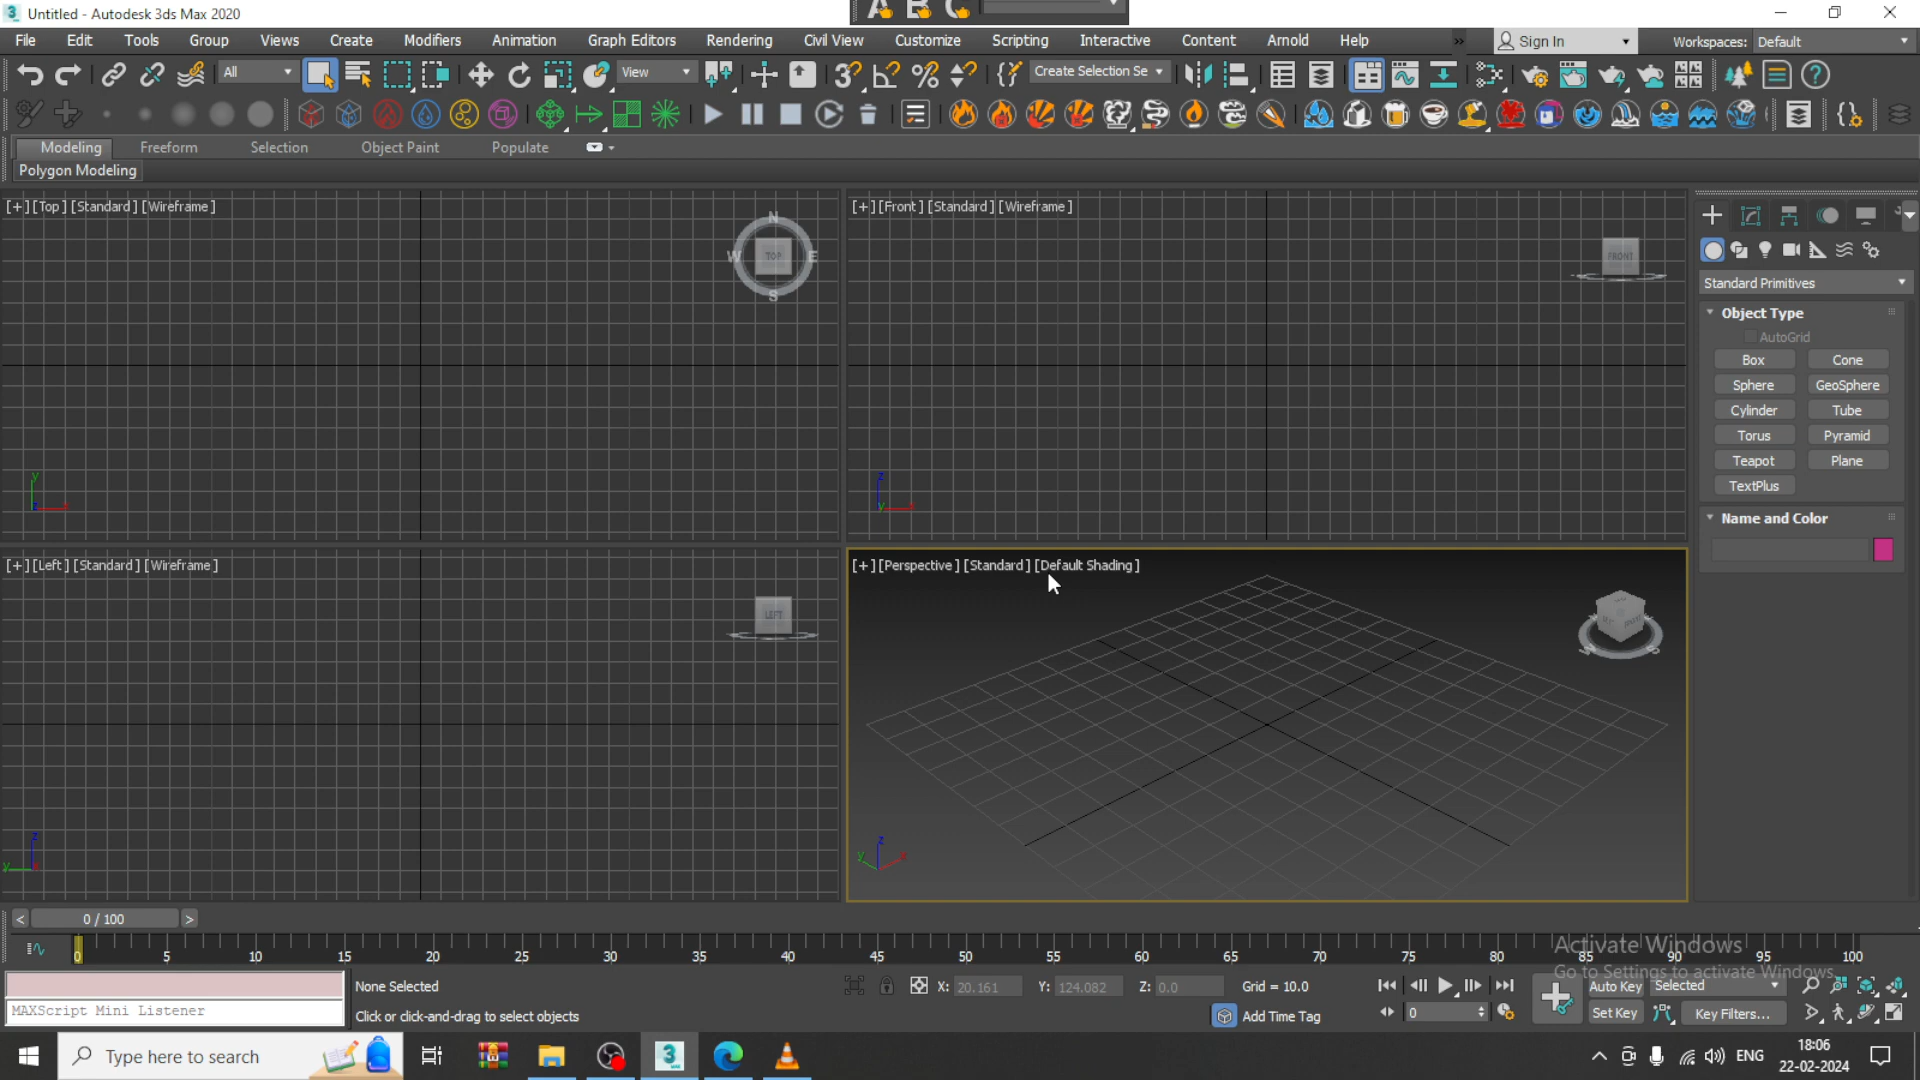 Untitled - Autodesk 3ds Max 2020
File Edit Tools Group Views Create Modifiers Animation Graph Editors Rendering Civil View Customize Scripting Interactive Content Arnold Help » Sign In Workspaces: Default
All View Create Selection Se
Modeling Freeform Selection Object Paint Populate
Polygon Modeling
[+] [Top] [Standard] [Wireframe]
N
W TOP E
S
[+] [Front] [Standard] [Wireframe]
FRONT
Standard Primitives
Object Type
AutoGrid
Box Cone
Sphere GeoSphere
Cylinder Tube
Torus Pyramid
Teapot Plane
TextPlus
Name and Color
y
x
z
y x
[+] [Left] [Standard] [Wireframe]
LEFT
z
y x
[+] [Perspective] [Standard] [Default Shading]
W S
z
y x
< 0 / 100 >
0 5 10 15 20 25 30 35 40 45 50 55 60 65 70 75 80 85 90 95 100
Activate Windows
Go to Settings to activate Windows.
None Selected X: 20.161 Y: 124.082 Z: 0.0 Grid = 10.0 Auto Key Selected
MAXScript Mini Listener Click or click-and-drag to select objects Add Time Tag 0 Set Key Key Filters...
Type here to search ENG 18:06
22-02-2024